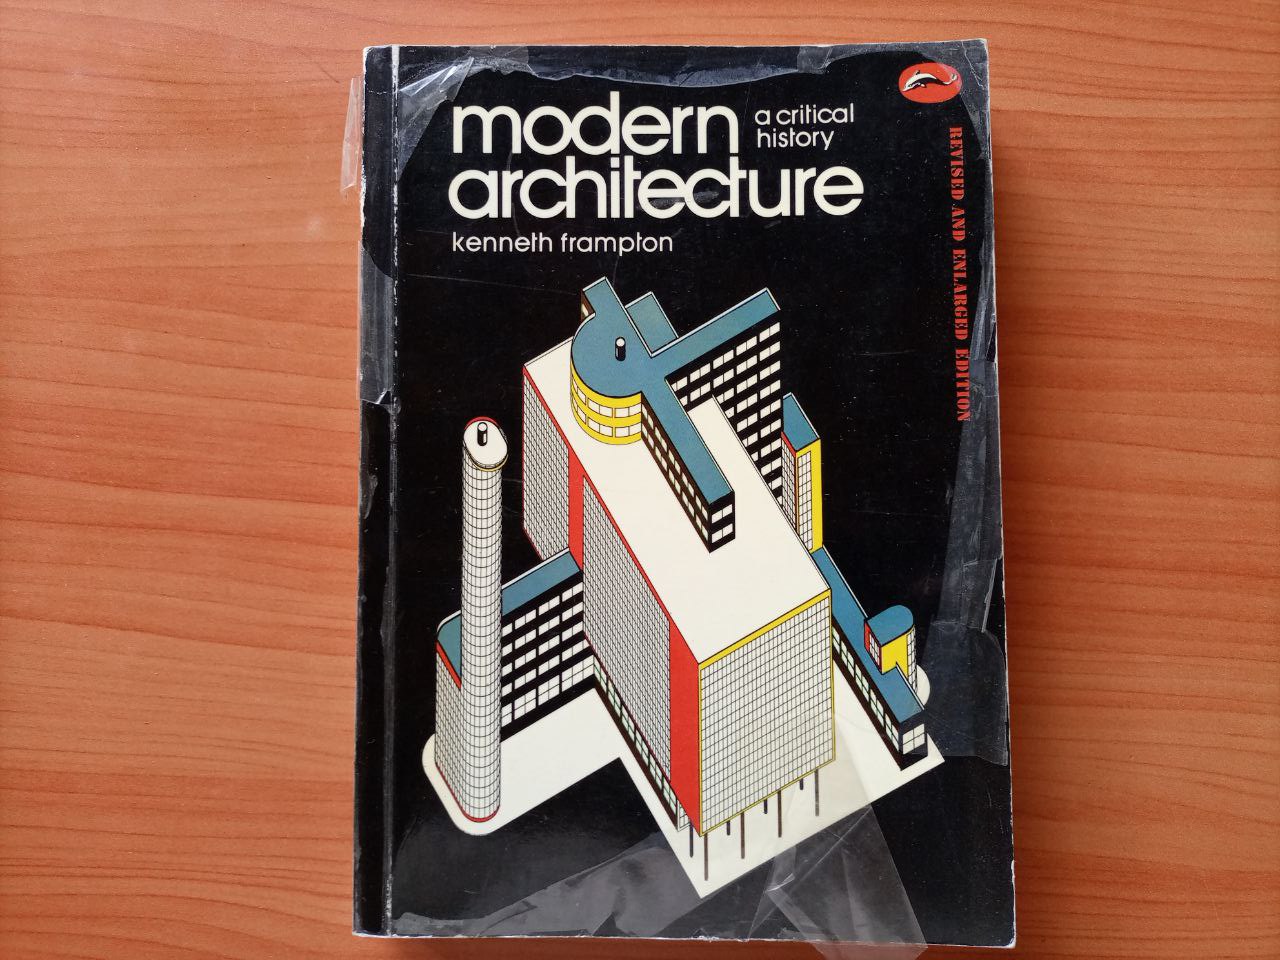 modern
a critical
history
architecture
kenneth frampton
REVISED AND ENLARGED EDITION